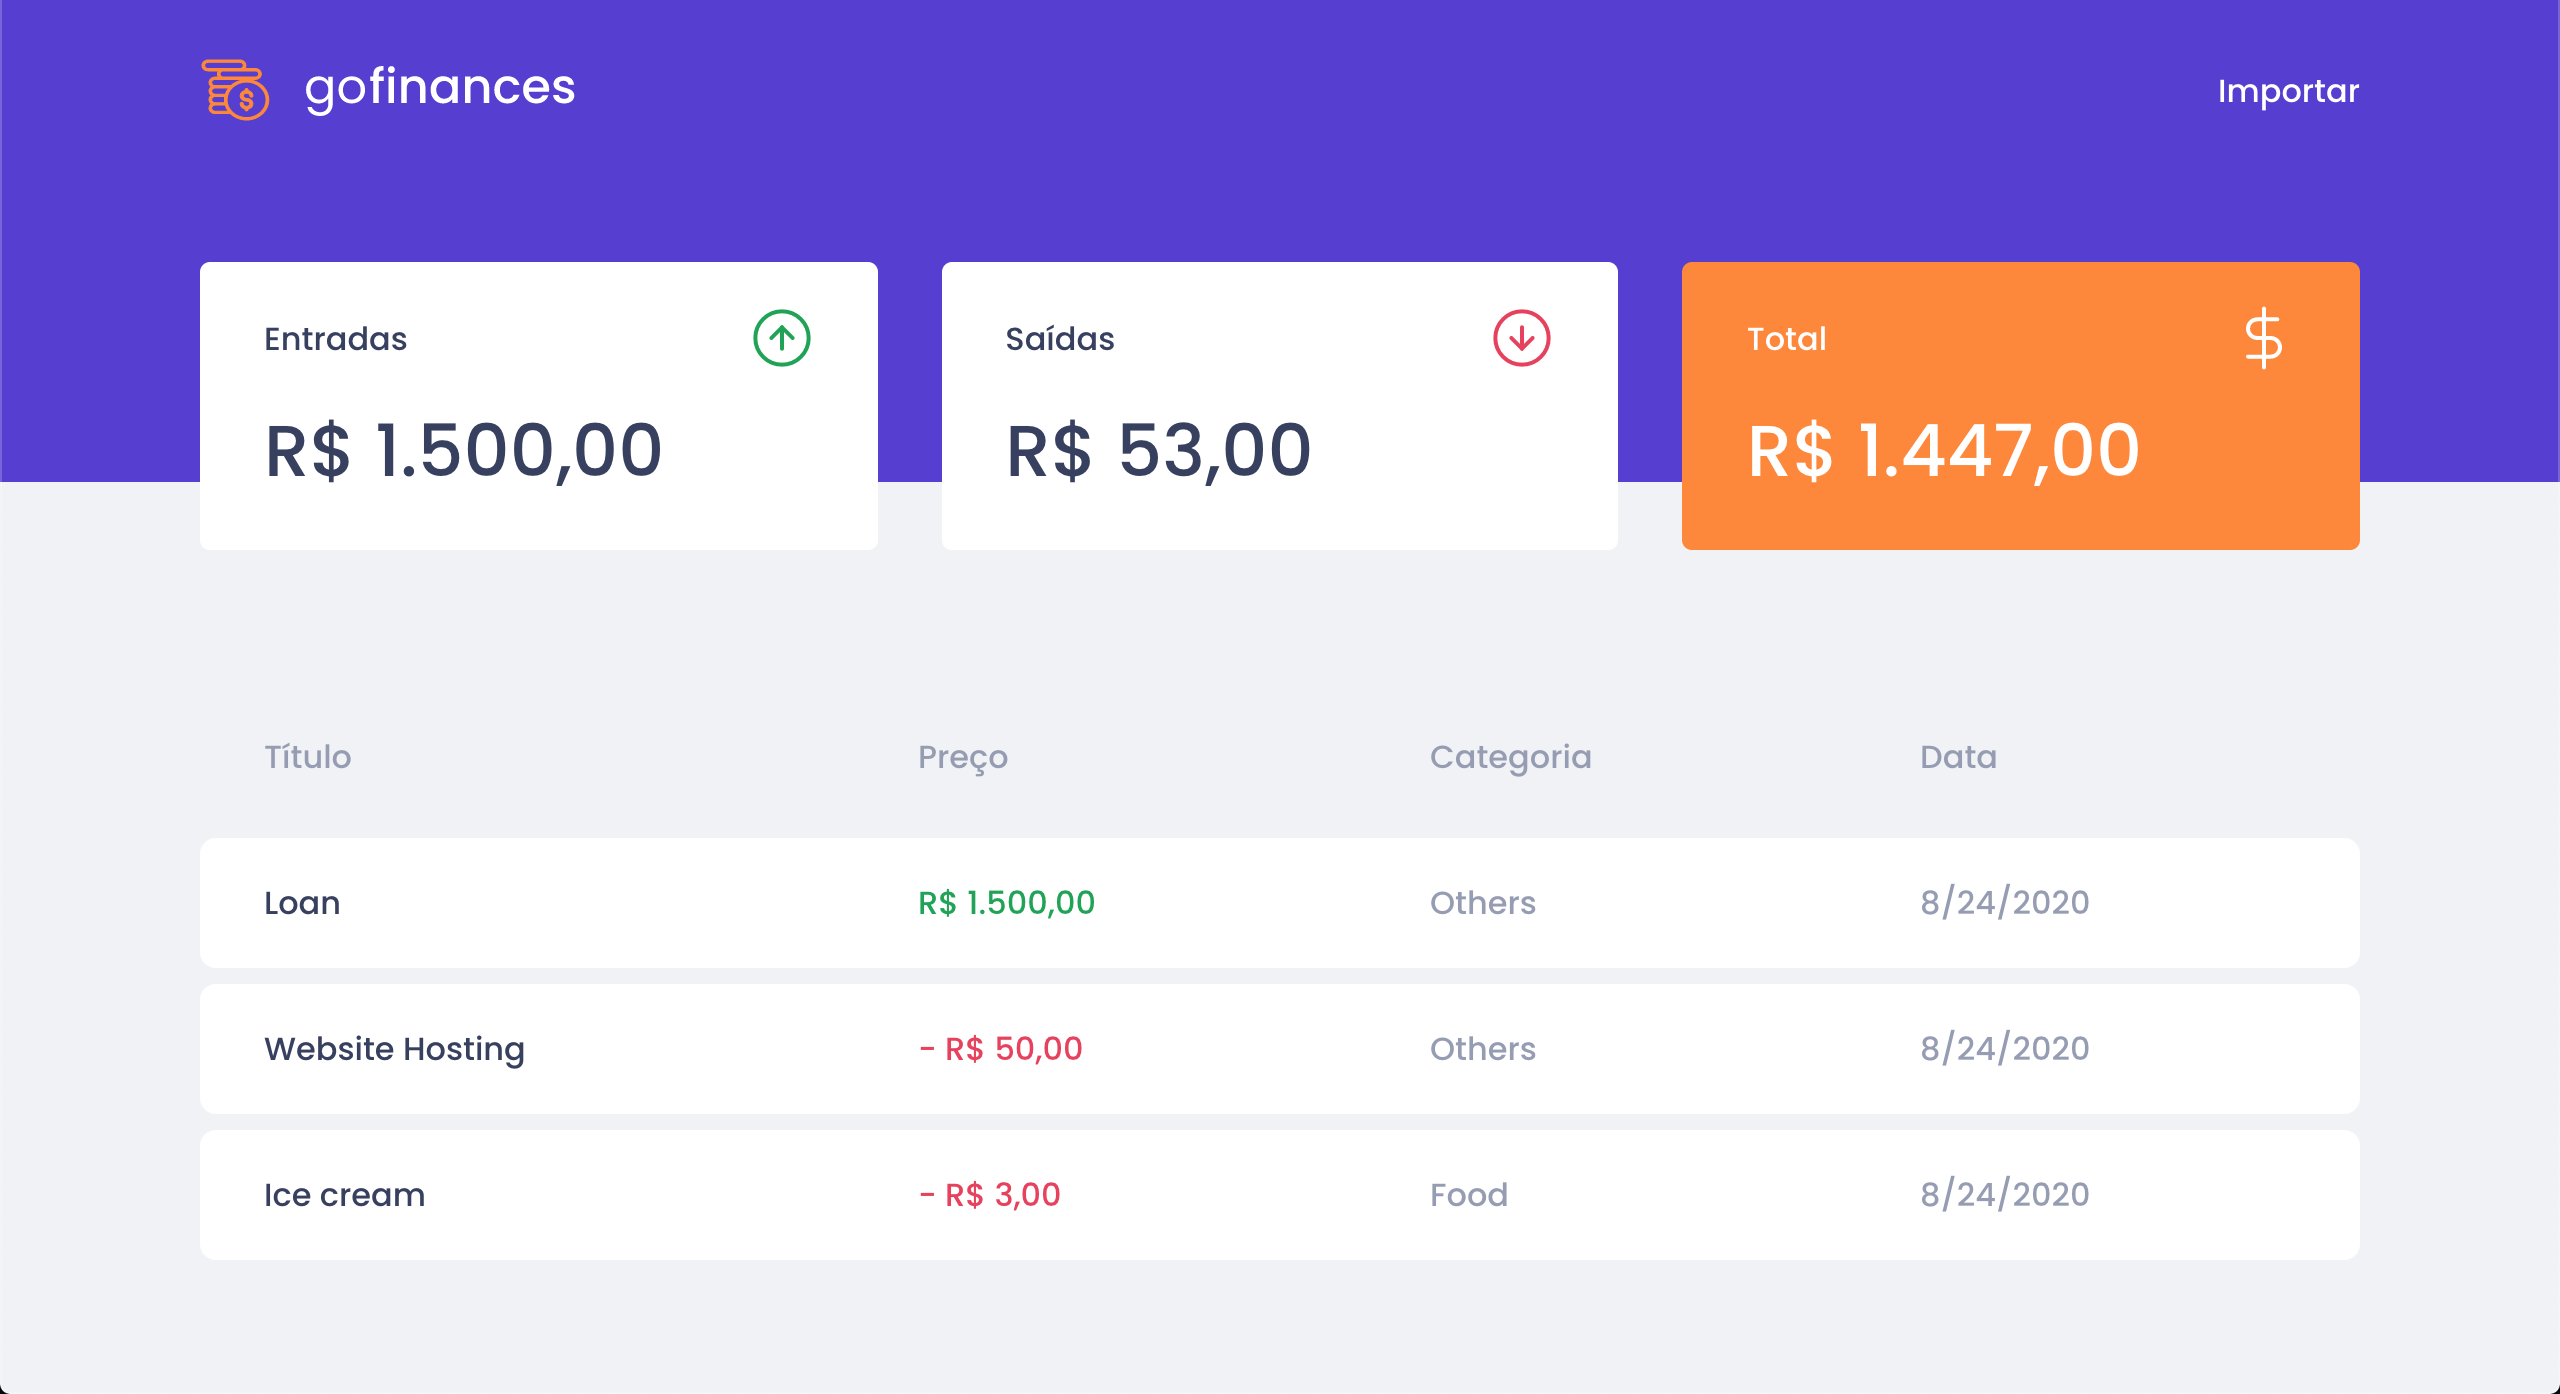 gofinances Importar
Entradas Saídas Total $
R$ 1.500,00 R$ 53,00 R$ 1.447,00
Título Preço Categoria Data
Loan R$ 1.500,00 Others 8/24/2020
Website Hosting - R$ 50,00 Others 8/24/2020
Ice cream - R$ 3,00 Food 8/24/2020